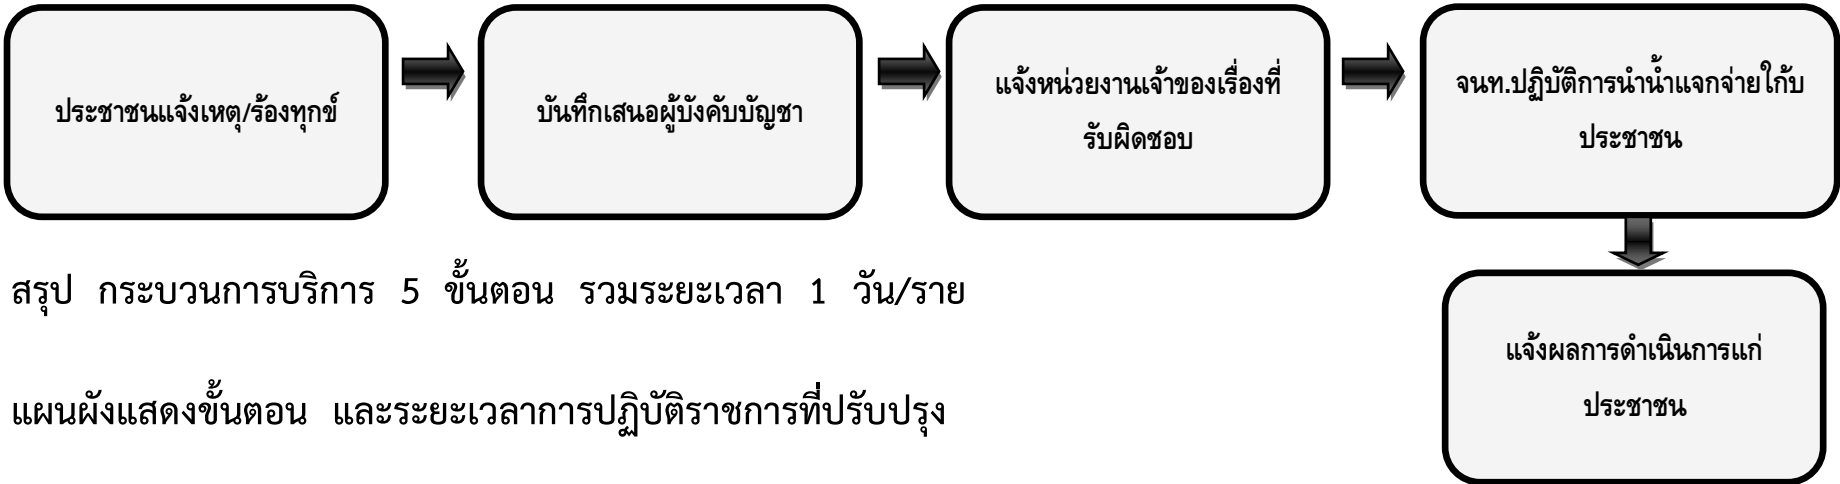 ประชาชนแจ้งเหตุ/ร้องทุกข์
บันทึกเสนอผู้บังคับบัญชา
แจ้งหน่วยงานเจ้าของเรื่องที่
รับผิดชอบ
จนท.ปฏิบัติการนำน้ำแจกจ่ายใก้บ
ประชาชน
แจ้งผลการดำเนินการแก่
ประชาชน
สรุป กระบวนการบริการ 5 ขั้นตอน รวมระยะเวลา 1 วัน/ราย
แผนผังแสดงขั้นตอน และระยะเวลาการปฏิบัติราชการที่ปรับปรุง